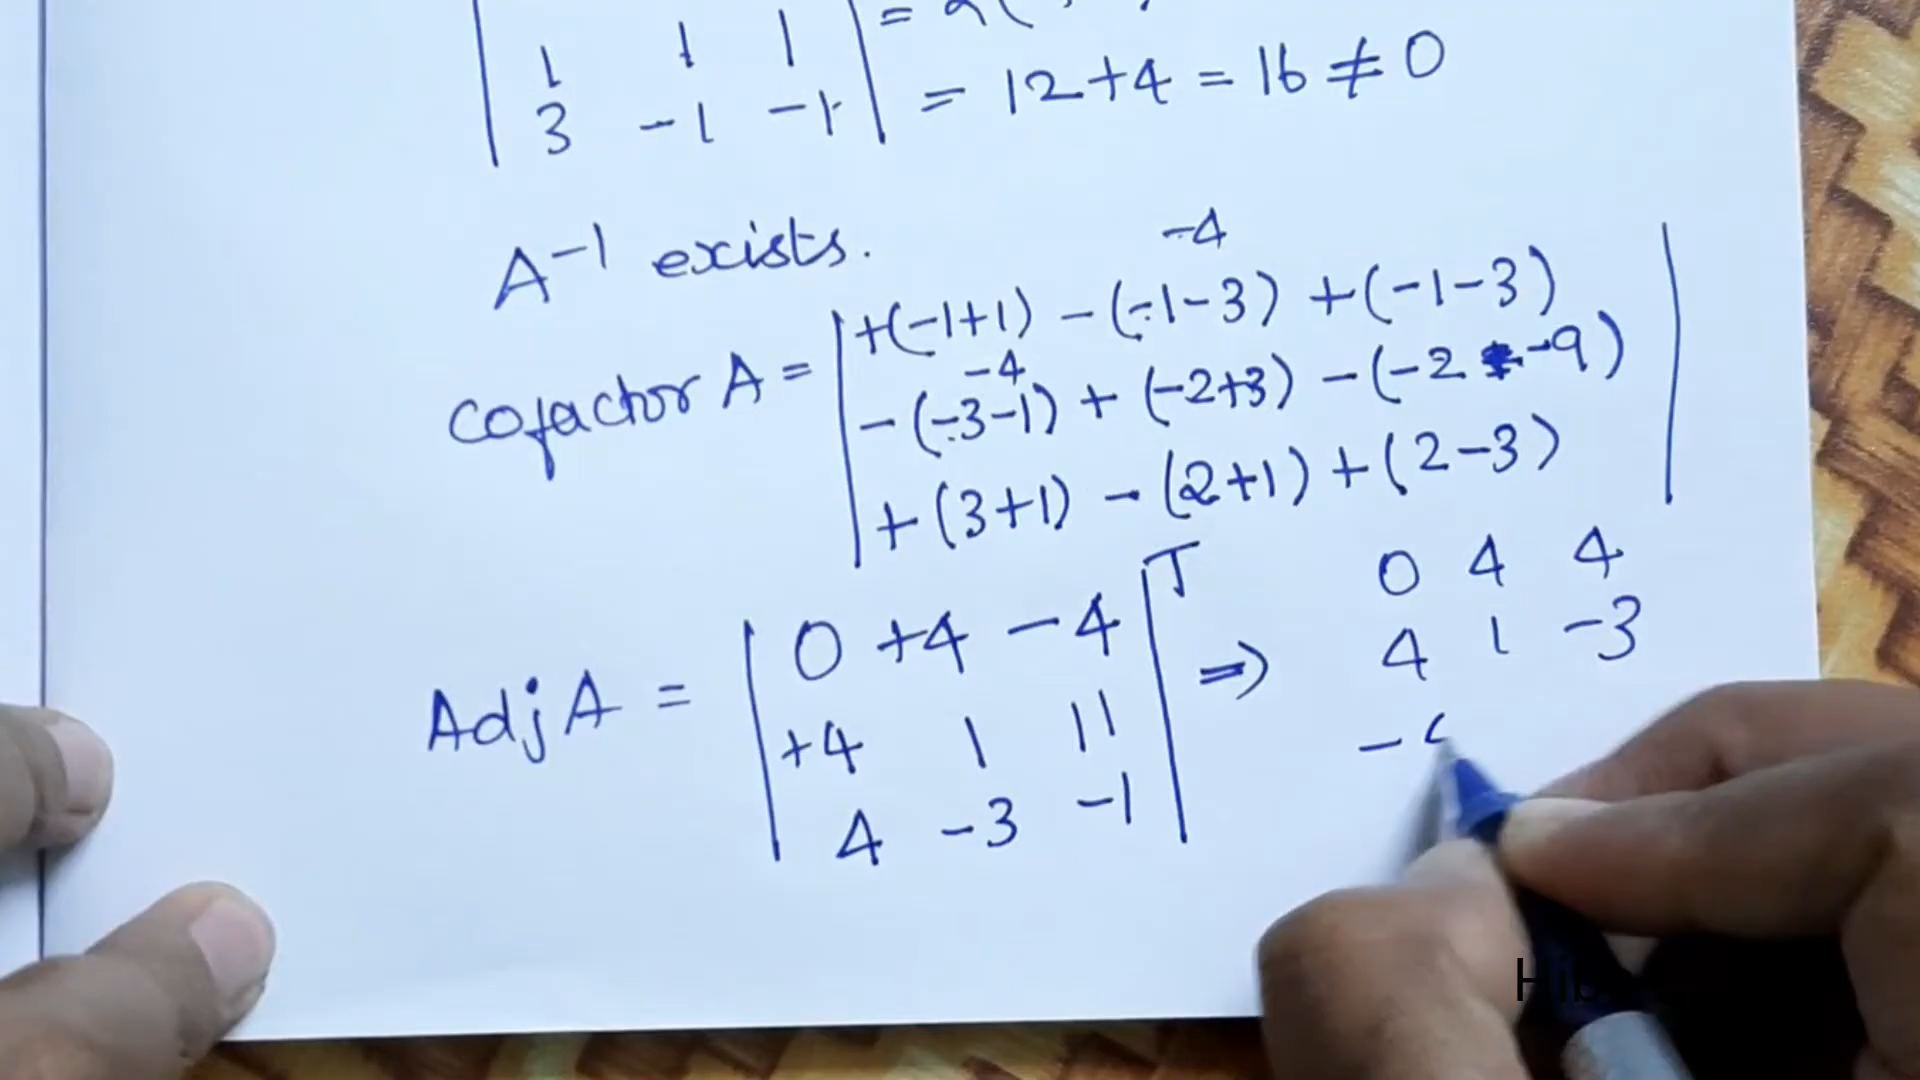 = 2(
1 1 1
3 -1 -1 = 12+4 = 16 ≠ 0
A⁻¹ exists.
-4
+(-1+1) -(-1-3) +(-1-3)
-4
Cofactor A = -(-3-1) + (-2+3) -(-2 -9)
+(3+1) -(2+1) +(2-3)
0 +4 -4 T 0 4 4
Adj A = +4 1 11 ⇒ 4 1 -3
4 -3 -1 -